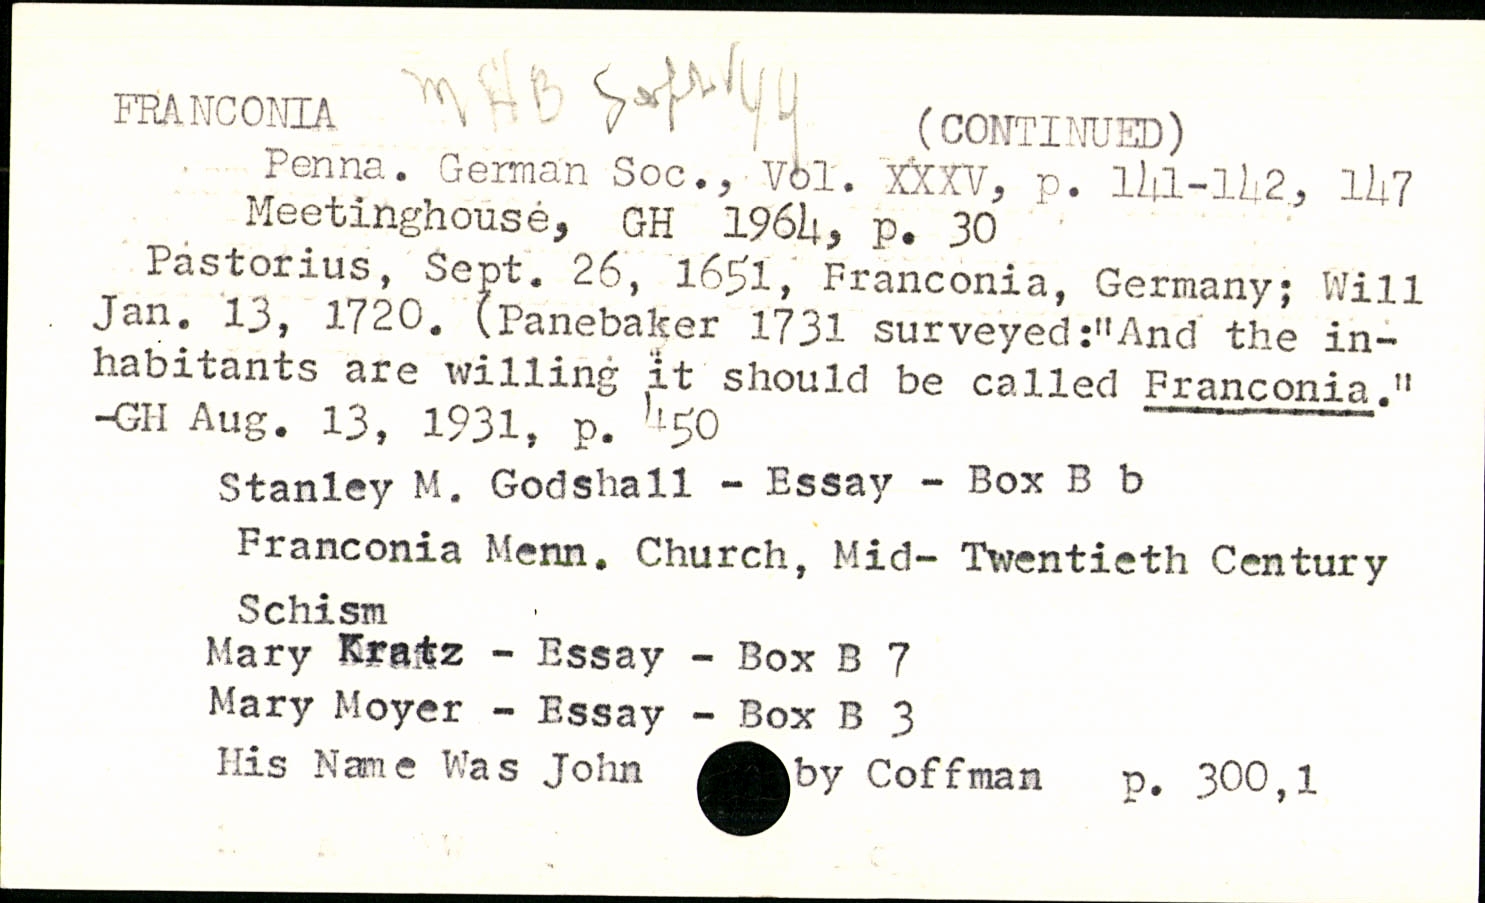 FRANCONIA MHB (CONTINUED)
Penna. German Soc., Vol. XXXV, p. 141-142, 147
Meetinghouse, GH 1964, p. 30
Pastorius, Sept. 26, 1651, Franconia, Germany; Will
Jan. 13, 1720. (Panebaker 1731 surveyed:"And the in-
habitants are willing it should be called Franconia."
-GH Aug. 13, 1931, p. 450
Stanley M. Godshall - Essay - Box B b
Franconia Menn. Church, Mid- Twentieth Century
Schism
Mary Kratz - Essay - Box B 7
Mary Moyer - Essay - Box B 3
His Name Was John by Coffman p. 300,1